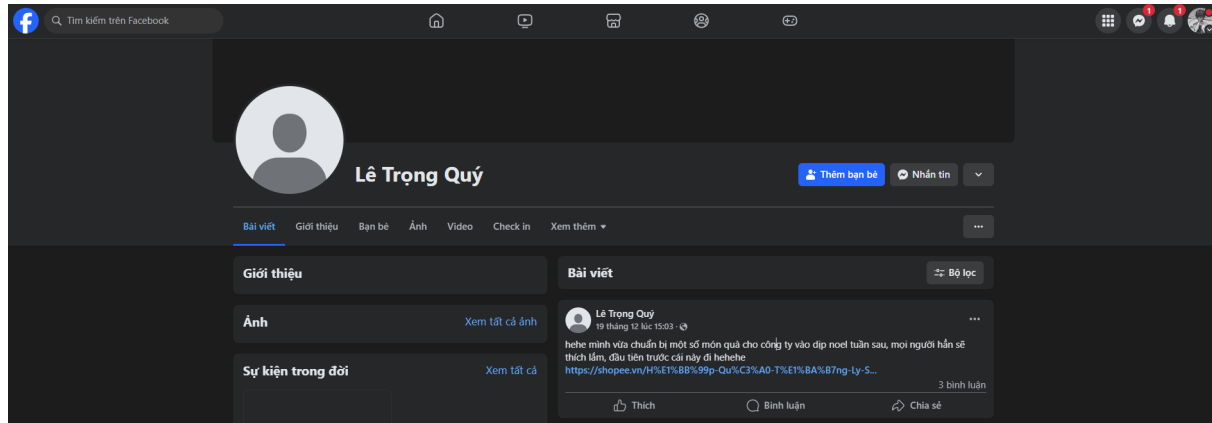 Tìm kiếm trên Facebook
1
1
Lê Trọng Quý
Thêm bạn bè
Nhắn tin
Bài viết
Giới thiệu
Bạn bè
Ảnh
Video
Check in
Xem thêm
Giới thiệu
Ảnh
Xem tất cả ảnh
Sự kiện trong đời
Xem tất cả
Bài viết
Bộ lọc
Lê Trọng Quý
19 tháng 12 lúc 15:03 ·
hehe mình vừa chuẩn bị một số món quà cho công ty vào dịp noel tuần sau, mọi người hẳn sẽ
thích lắm, đầu tiên trước cái này đi hehehe
https://shopee.vn/H%E1%BB%99p-Qu%C3%A0-T%E1%BA%B7ng-Ly-S...
3 bình luận
Thích
Bình luận
Chia sẻ